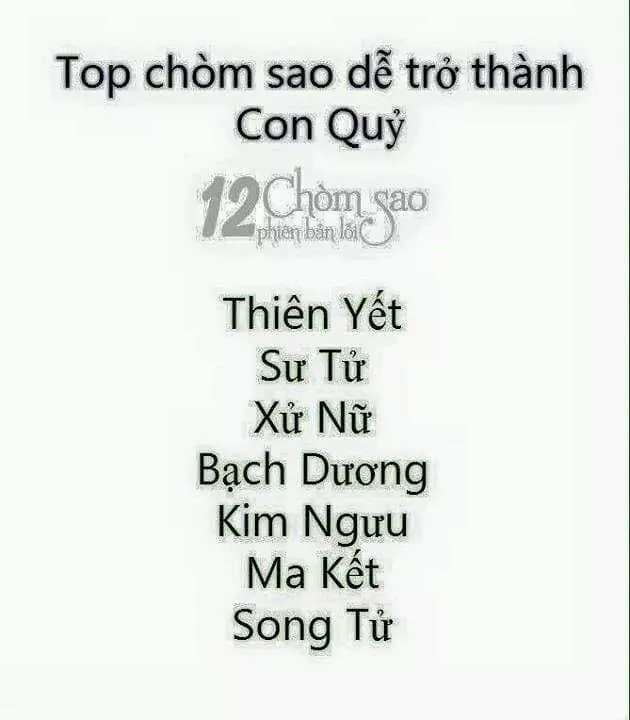 Top chòm sao dễ trở thành
Con Quỷ
12 Chòm sao
phiên bản lỗi
Thiên Yết
Sư Tử
Xử Nữ
Bạch Dương
Kim Ngưu
Ma Kết
Song Tử